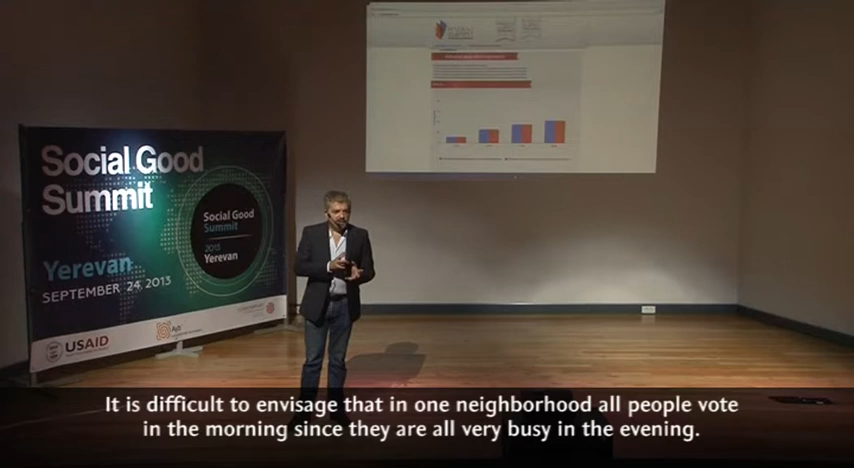 Social Good
Summit
Social Good
Summit
2013
Yerevan
Yerevan
SEPTEMBER 24, 2013
USAID
It is difficult to envisage that in one neighborhood all people vote
in the morning since they are all very busy in the evening.